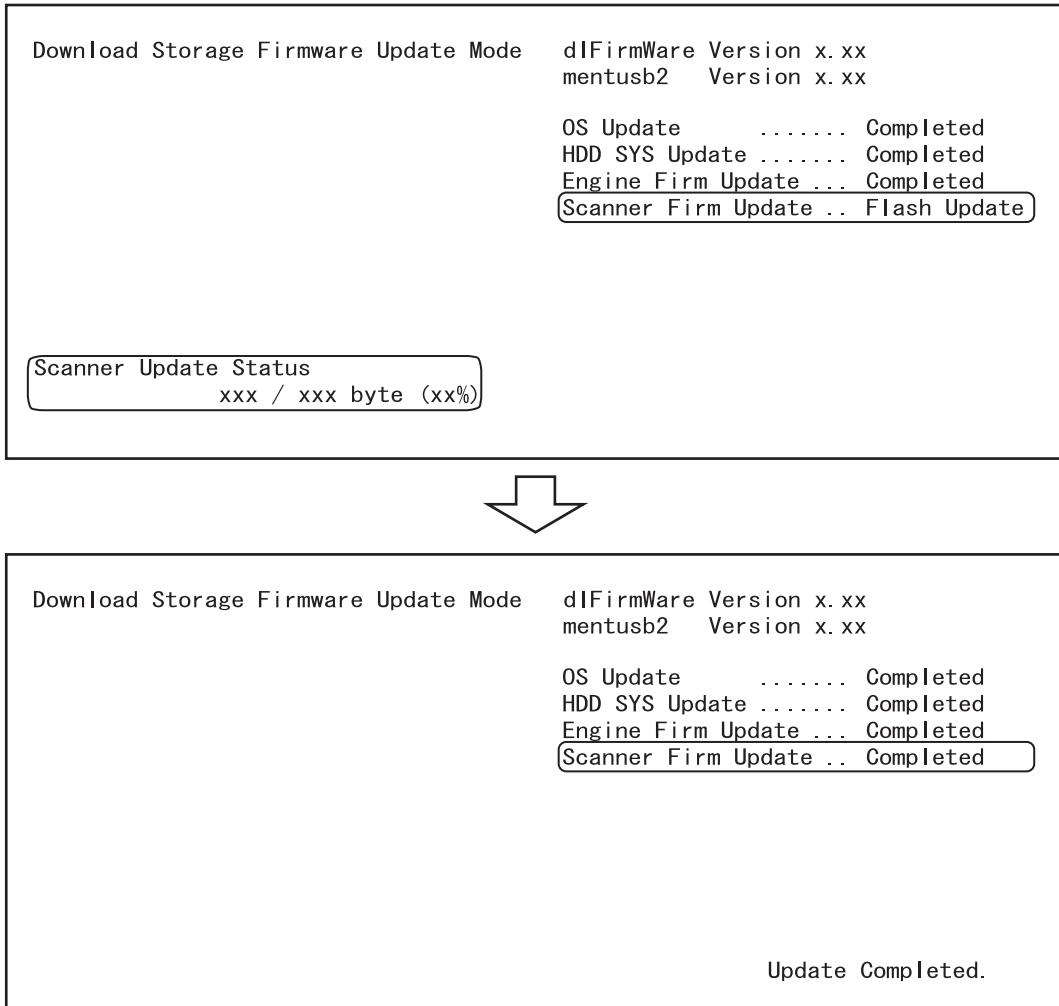 Download Storage Firmware Update Mode dlFirmWare Version x.xx
mentusb2 Version x.xx
OS Update ....... Completed
HDD SYS Update ....... Completed
Engine Firm Update ... Completed
Scanner Firm Update .. Flash Update
Scanner Update Status
xxx / xxx byte (xx%)
Download Storage Firmware Update Mode dlFirmWare Version x.xx
mentusb2 Version x.xx
OS Update ....... Completed
HDD SYS Update ....... Completed
Engine Firm Update ... Completed
Scanner Firm Update .. Completed
Update Completed.